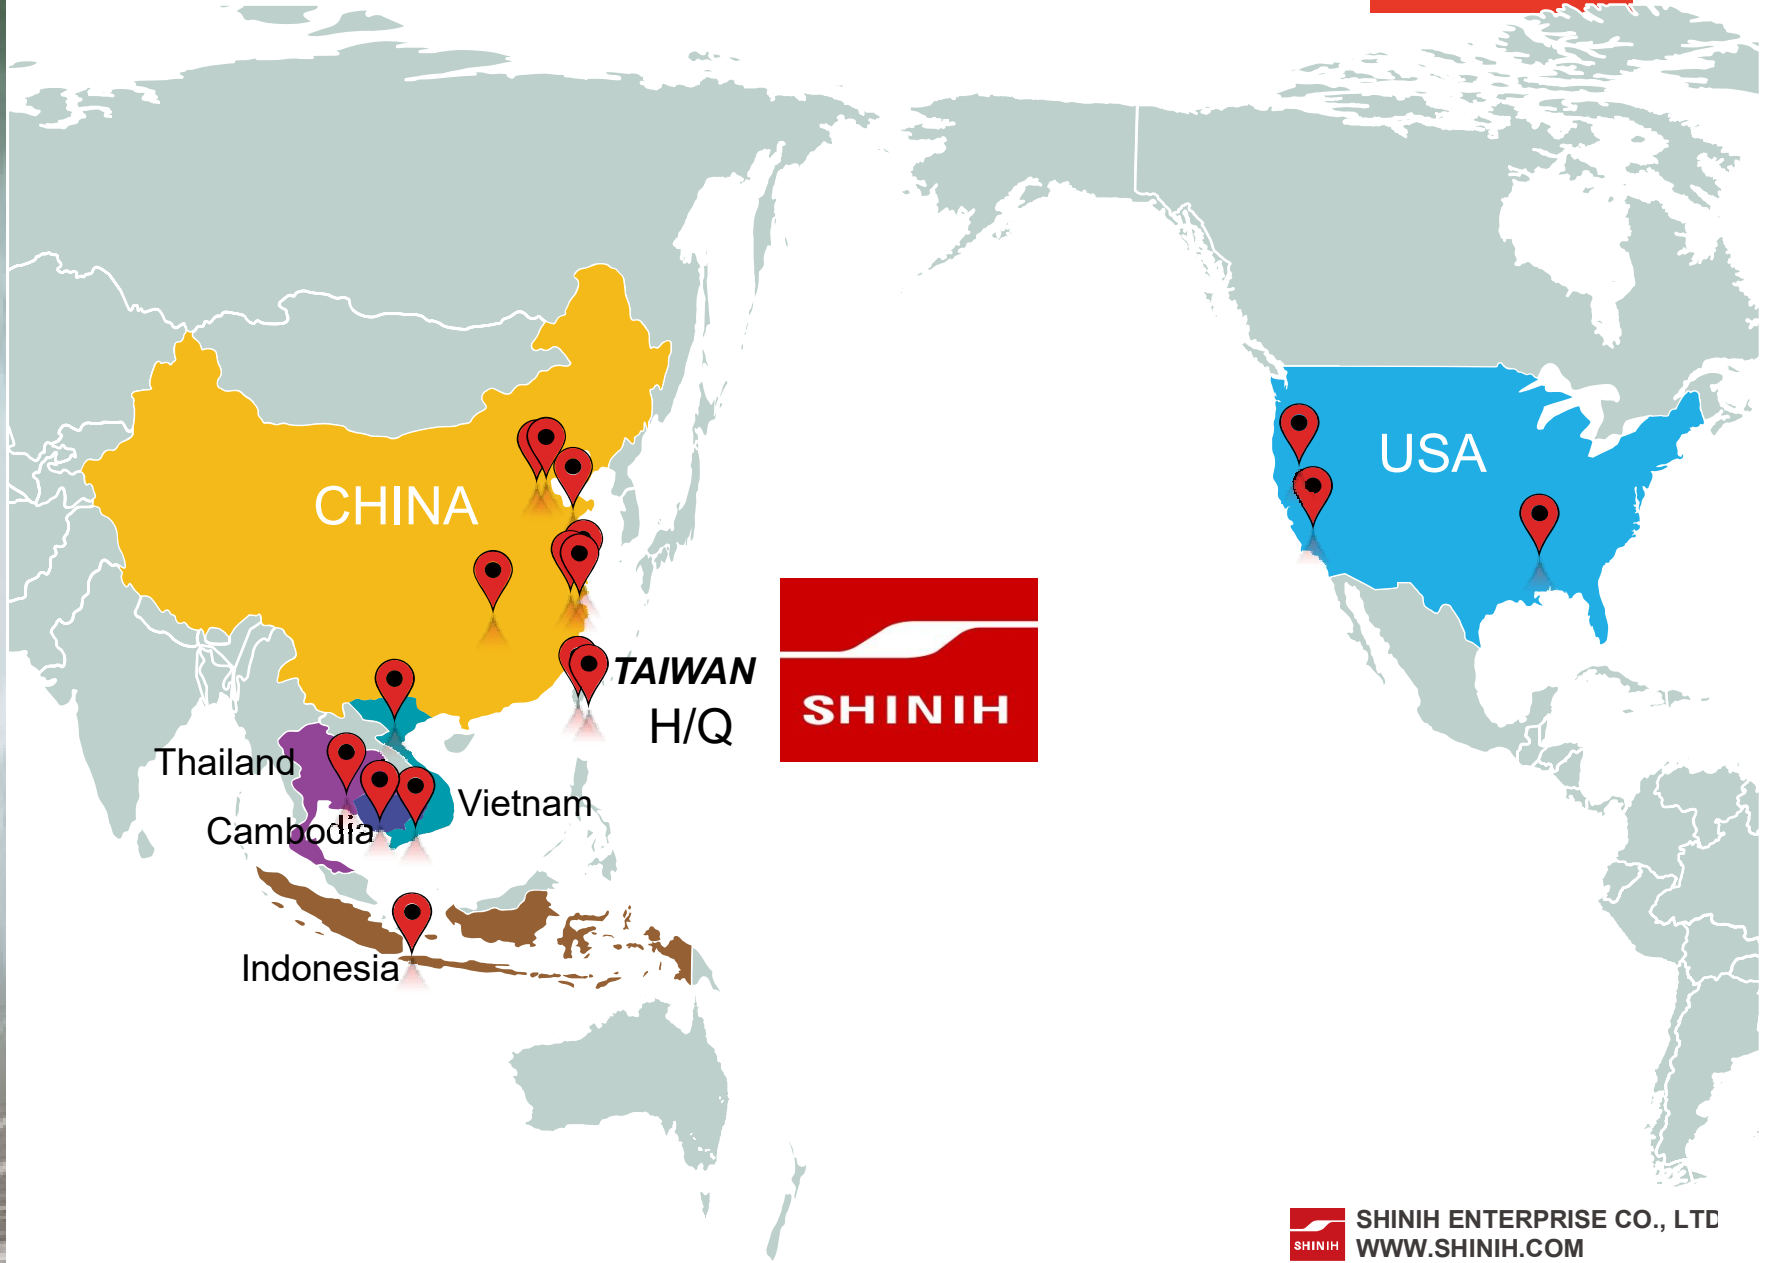 USA
CHINA
TAIWAN
H/Q
SHINIH
Thailand
Vietnam
Cambodia
Indonesia
SHINIH
SHINIH ENTERPRISE CO., LTD
WWW.SHINIH.COM